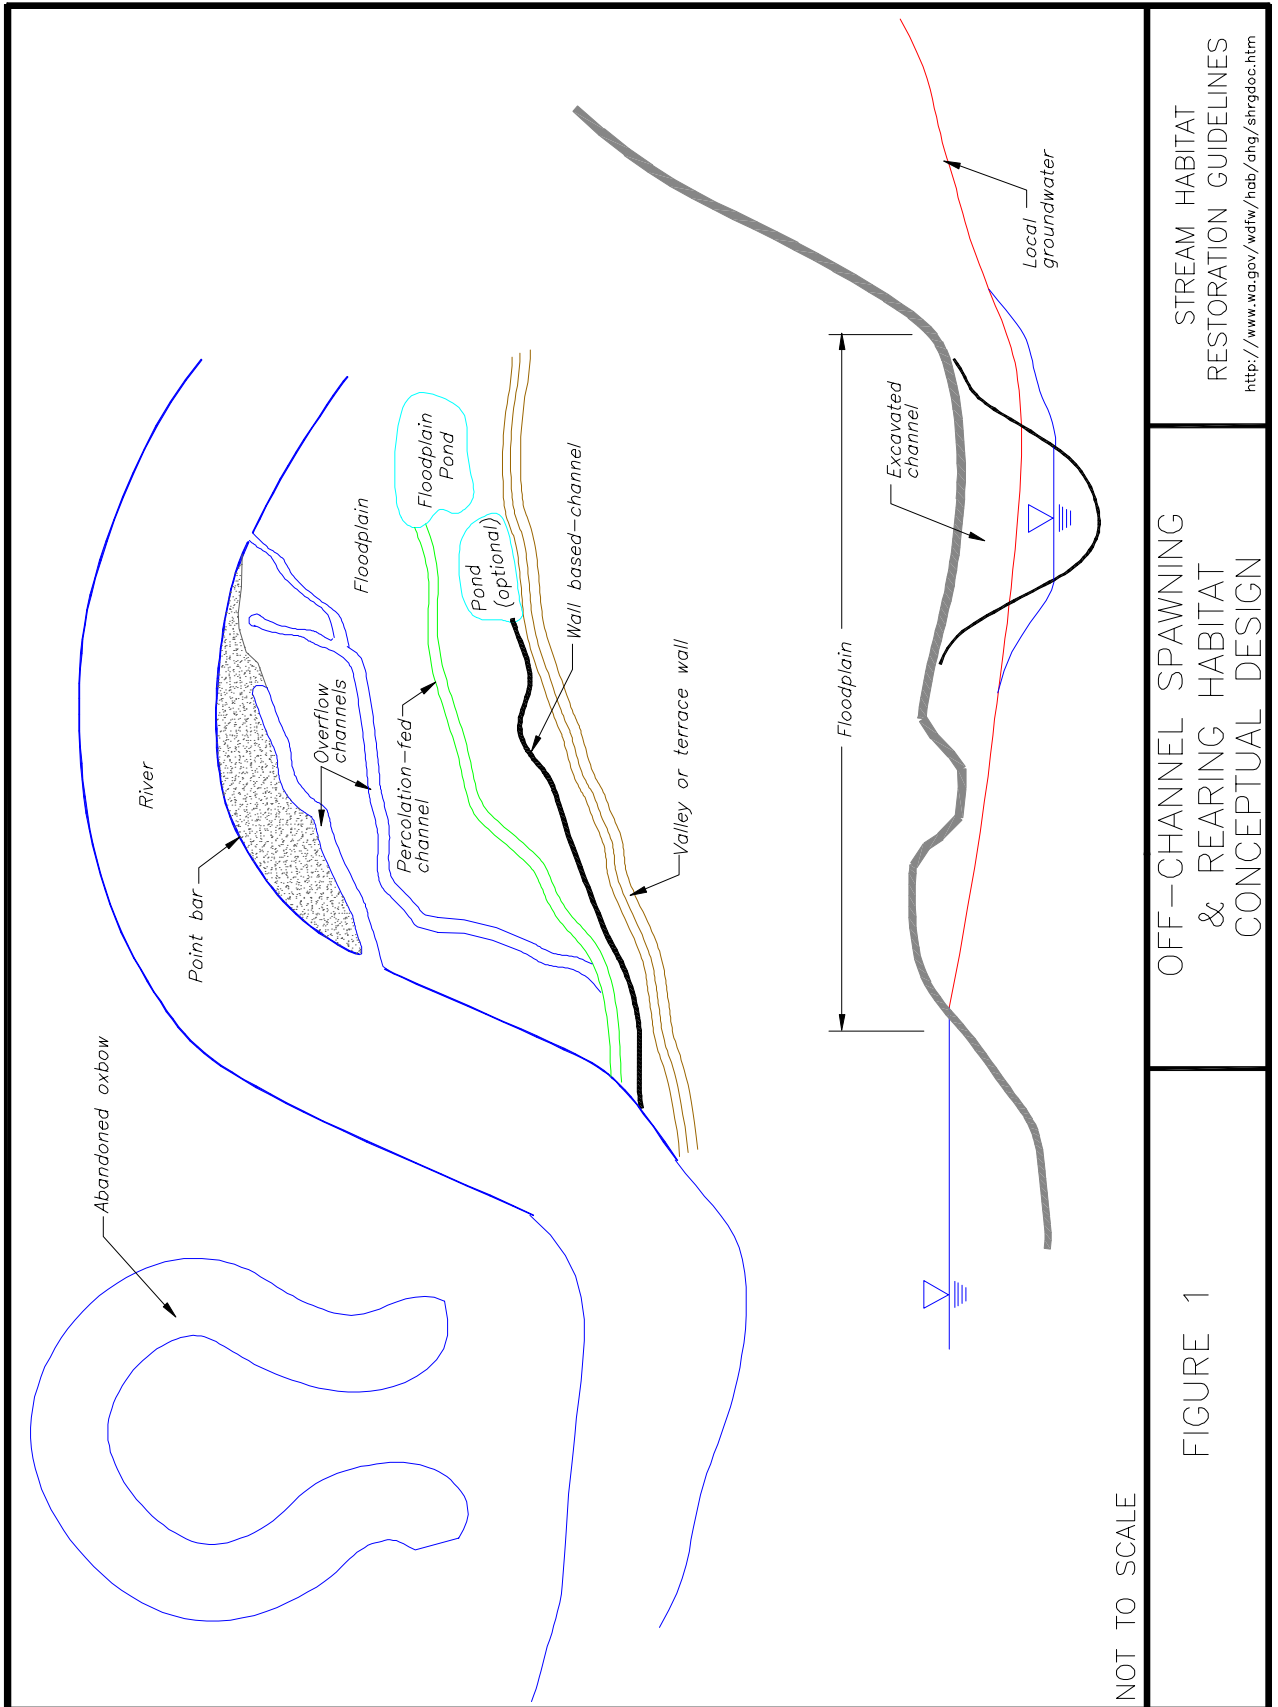 Abandoned oxbow
Point bar
River
Overflow
channels
Floodplain
Percolation-fed
channel
Floodplain
Pond
Pond
(optional)
Wall based-channel
Valley or terrace wall
Floodplain
Excavated
channel
Local
groundwater
NOT TO SCALE
FIGURE 1
OFF-CHANNEL SPAWNING
& REARING HABITAT
CONCEPTUAL DESIGN
STREAM HABITAT
RESTORATION GUIDELINES
http://www.wa.gov/wdfw/hab/ahg/shrgdoc.htm